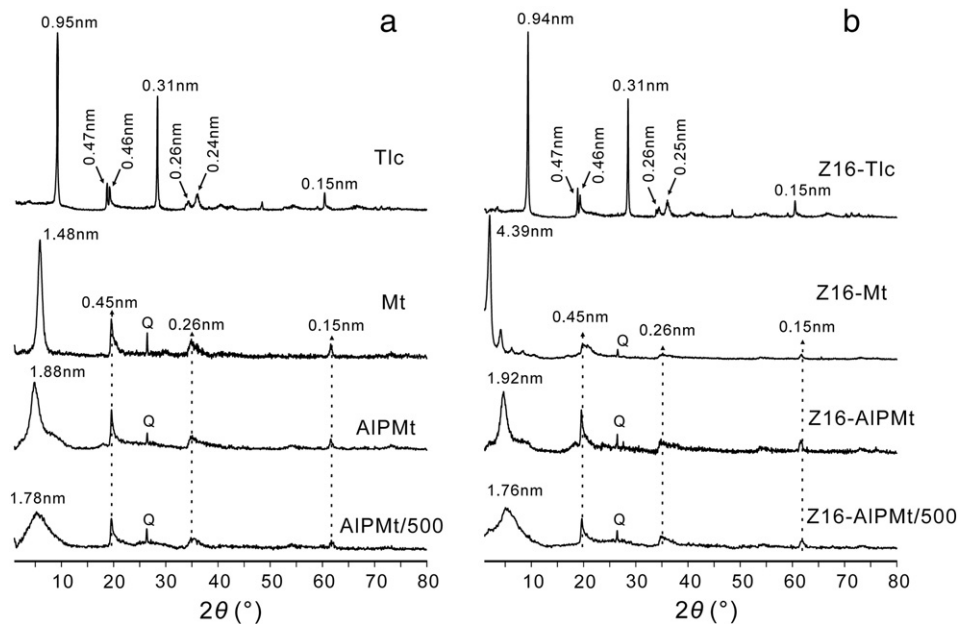 a
0.95nm
0.31nm
0.47nm
0.46nm
0.26nm
0.24nm
0.15nm
Tlc
1.48nm
Mt
0.45nm
Q
0.26nm
0.15nm
1.88nm
Q
AlPMt
1.78nm
Q
AlPMt/500
10 20 30 40 50 60 70 80
2θ (°)
b
0.94nm
0.31nm
0.47nm
0.46nm
0.26nm
0.25nm
0.15nm
Z16-Tlc
4.39nm
Z16-Mt
0.45nm
Q
0.26nm
0.15nm
1.92nm
Q
Z16-AlPMt
1.76nm
Q
Z16-AlPMt/500
10 20 30 40 50 60 70 80
2θ (°)